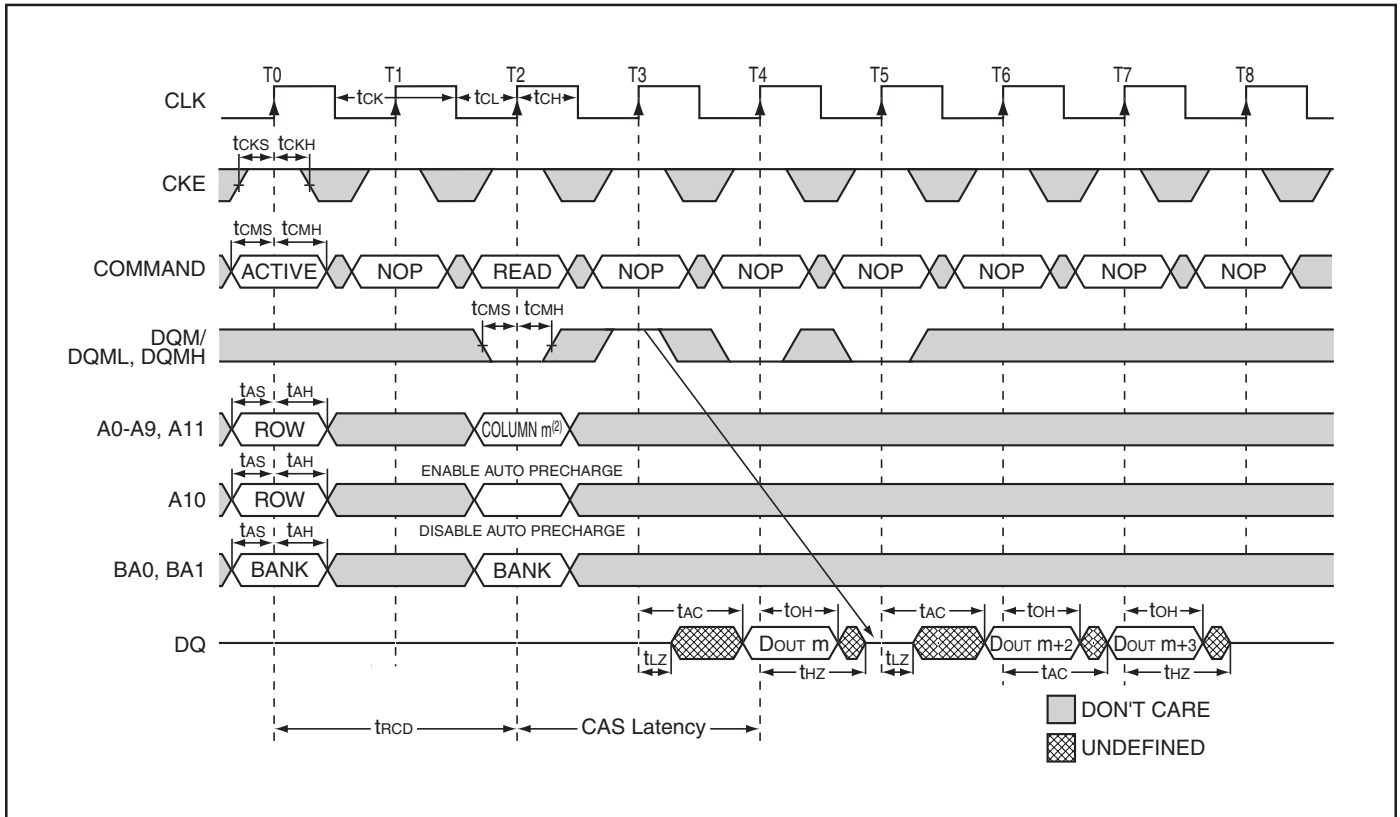 T0 T1 T2 T3 T4 T5 T6 T7 T8
CLK tCK tCL tCH
tCKS tCKH
CKE
tCMS tCMH
COMMAND ACTIVE NOP READ NOP NOP NOP NOP NOP NOP
tCMS tCMH
DQM/
DQML, DQMH
tAS tAH
A0-A9, A11 ROW COLUMN m(2)
tAS tAH ENABLE AUTO PRECHARGE
A10 ROW
tAS tAH DISABLE AUTO PRECHARGE
BA0, BA1 BANK BANK
tAC tOH tAC tOH tOH
DQ DOUT m DOUT m+2 DOUT m+3
tLZ tHZ tLZ tAC tHZ
DON'T CARE
tRCD CAS Latency
UNDEFINED